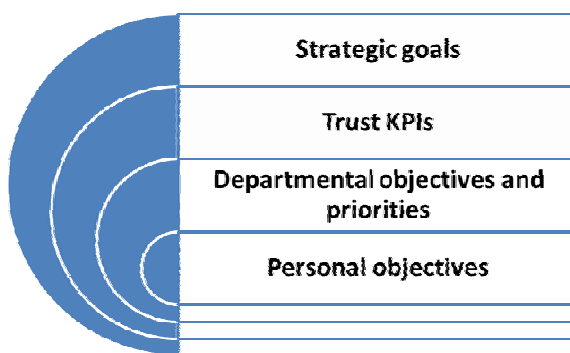 Strategic goals
Trust KPIs
Departmental objectives and
priorities
Personal objectives